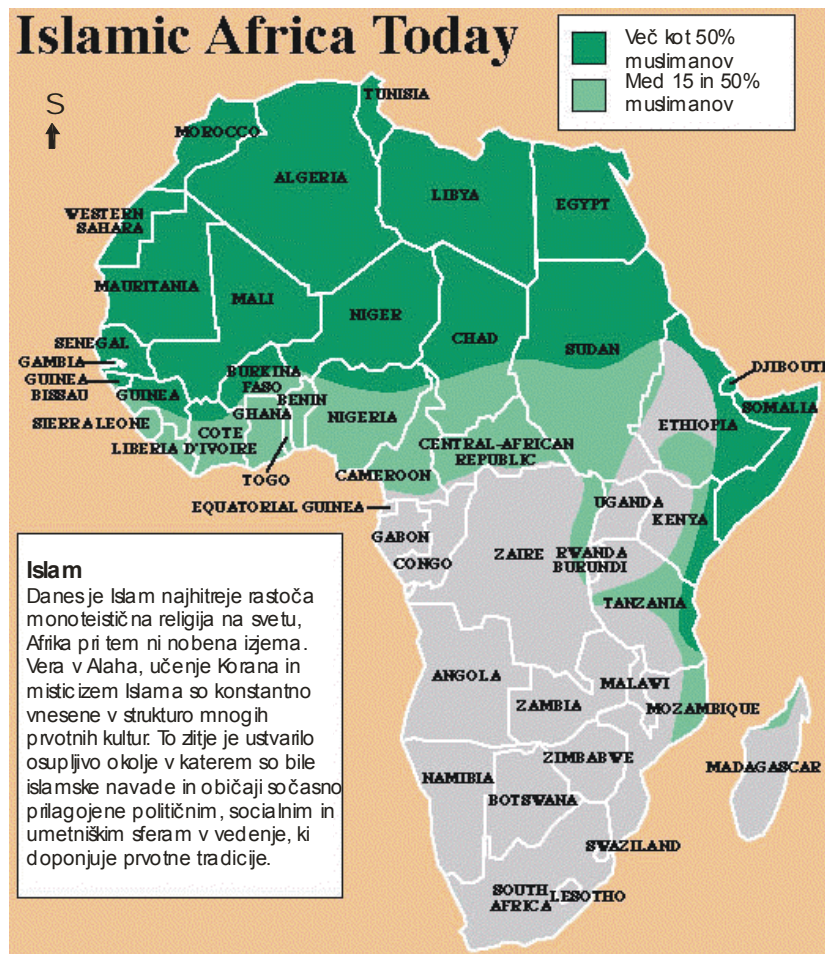 Islamic Africa Today
Več kot 50%
muslimanov
Med 15 in 50%
muslimanov
S
TUNISIA
MOROCCO
ALGERIA
LIBYA
EGYPT
WESTERN
SAHARA
MAURITANIA
MALI
NIGER
CHAD
SUDAN
SENEGAL
GAMBIA
GUINEA
BISSAU
GUINEA
BURKINA
FASO
BENIN
NIGERIA
DJIBOUTI
SOMALIA
ETHIOPIA
SIERRA LEONE
LIBERIA
COTE
D'IVOIRE
GHANA
TOGO
CAMEROON
CENTRAL-AFRICAN
REPUBLIC
EQUATORIAL GUINEA
UGANDA
KENYA
GABON
CONGO
ZAIRE
RWANDA
BURUNDI
TANZANIA
Islam
Danes je Islam najhitreje rastoča
monoteistična religija na svetu,
Afrika pri tem ni nobena izjema.
Vera v Alaha, učenje Korana in
misticizem Islama so konstantno
vnesene v strukturo mnogih
prvotnih kultur. To zlitje je ustvarilo
osupljivo okolje v katerem so bile
islamske navade in običaji sočasno
prilagojene političnim, socialnim in
umetniškim sferam v vedenje, ki
doponjuje prvotne tradicije.
ANGOLA
MALAWI
ZAMBIA
MOZAMBIQUE
ZIMBABWE
MADAGASCAR
NAMIBIA
BOTSWANA
SWAZILAND
SOUTH
AFRICA
LESOTHO